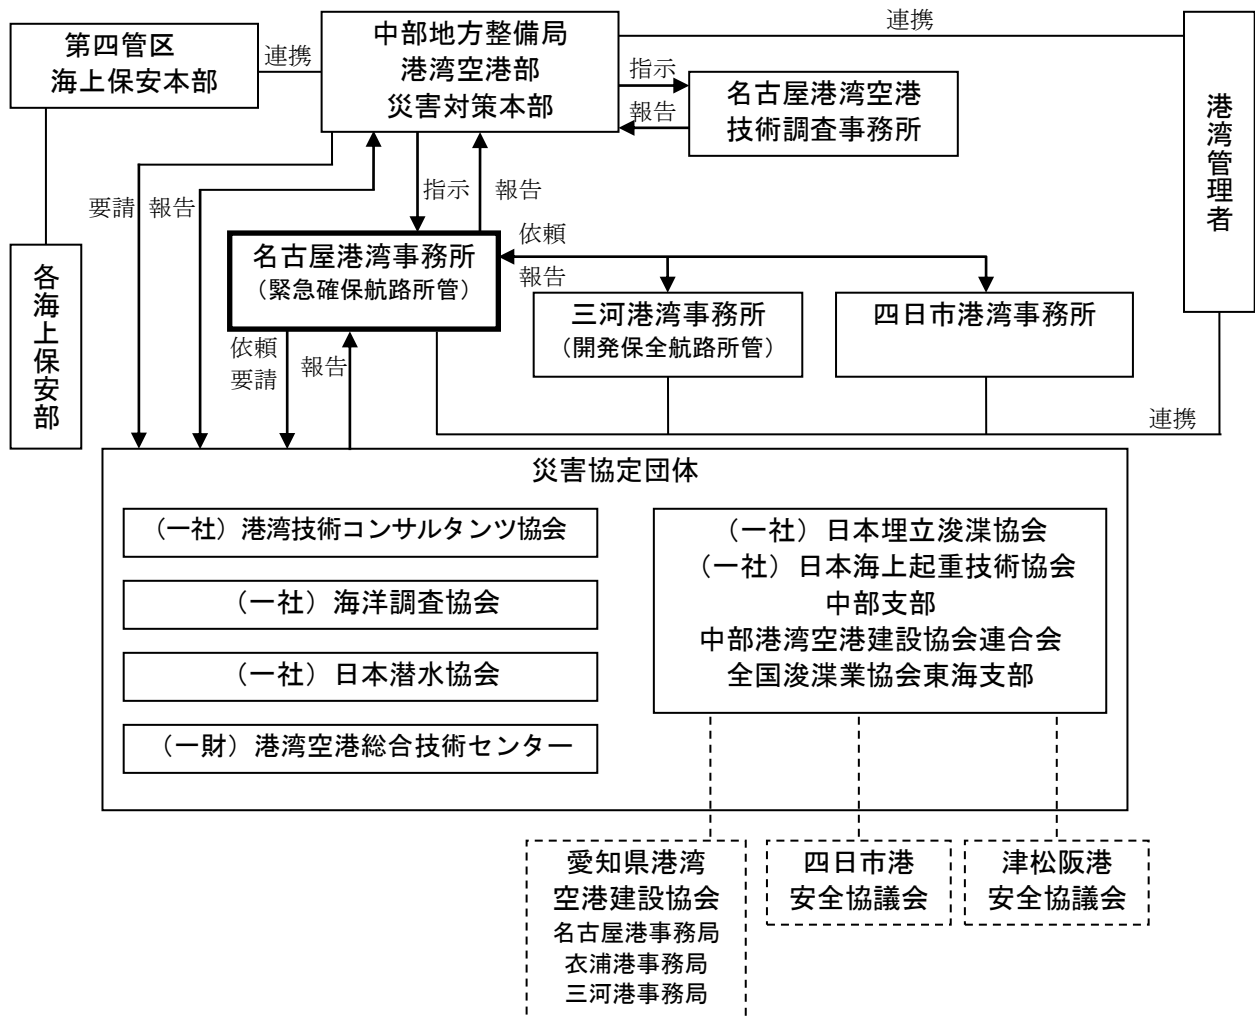 第四管区
海上保安本部
連携
中部地方整備局
港湾空港部
災害対策本部
連携
指示
報告
名古屋港湾空港
技術調査事務所
港湾管理者
要請
報告
指示
報告
各海上保安部
名古屋港湾事務所
（緊急確保航路所管）
依頼
報告
三河港湾事務所
（開発保全航路所管）
四日市港湾事務所
依頼
要請
報告
連携
災害協定団体
（一社）港湾技術コンサルタンツ協会
（一社）海洋調査協会
（一社）日本潜水協会
（一財）港湾空港総合技術センター
（一社）日本埋立浚渫協会
（一社）日本海上起重技術協会
中部支部
中部港湾空港建設協会連合会
全国浚渫業協会東海支部
愛知県港湾
空港建設協会
名古屋港事務局
衣浦港事務局
三河港事務局
四日市港
安全協議会
津松阪港
安全協議会